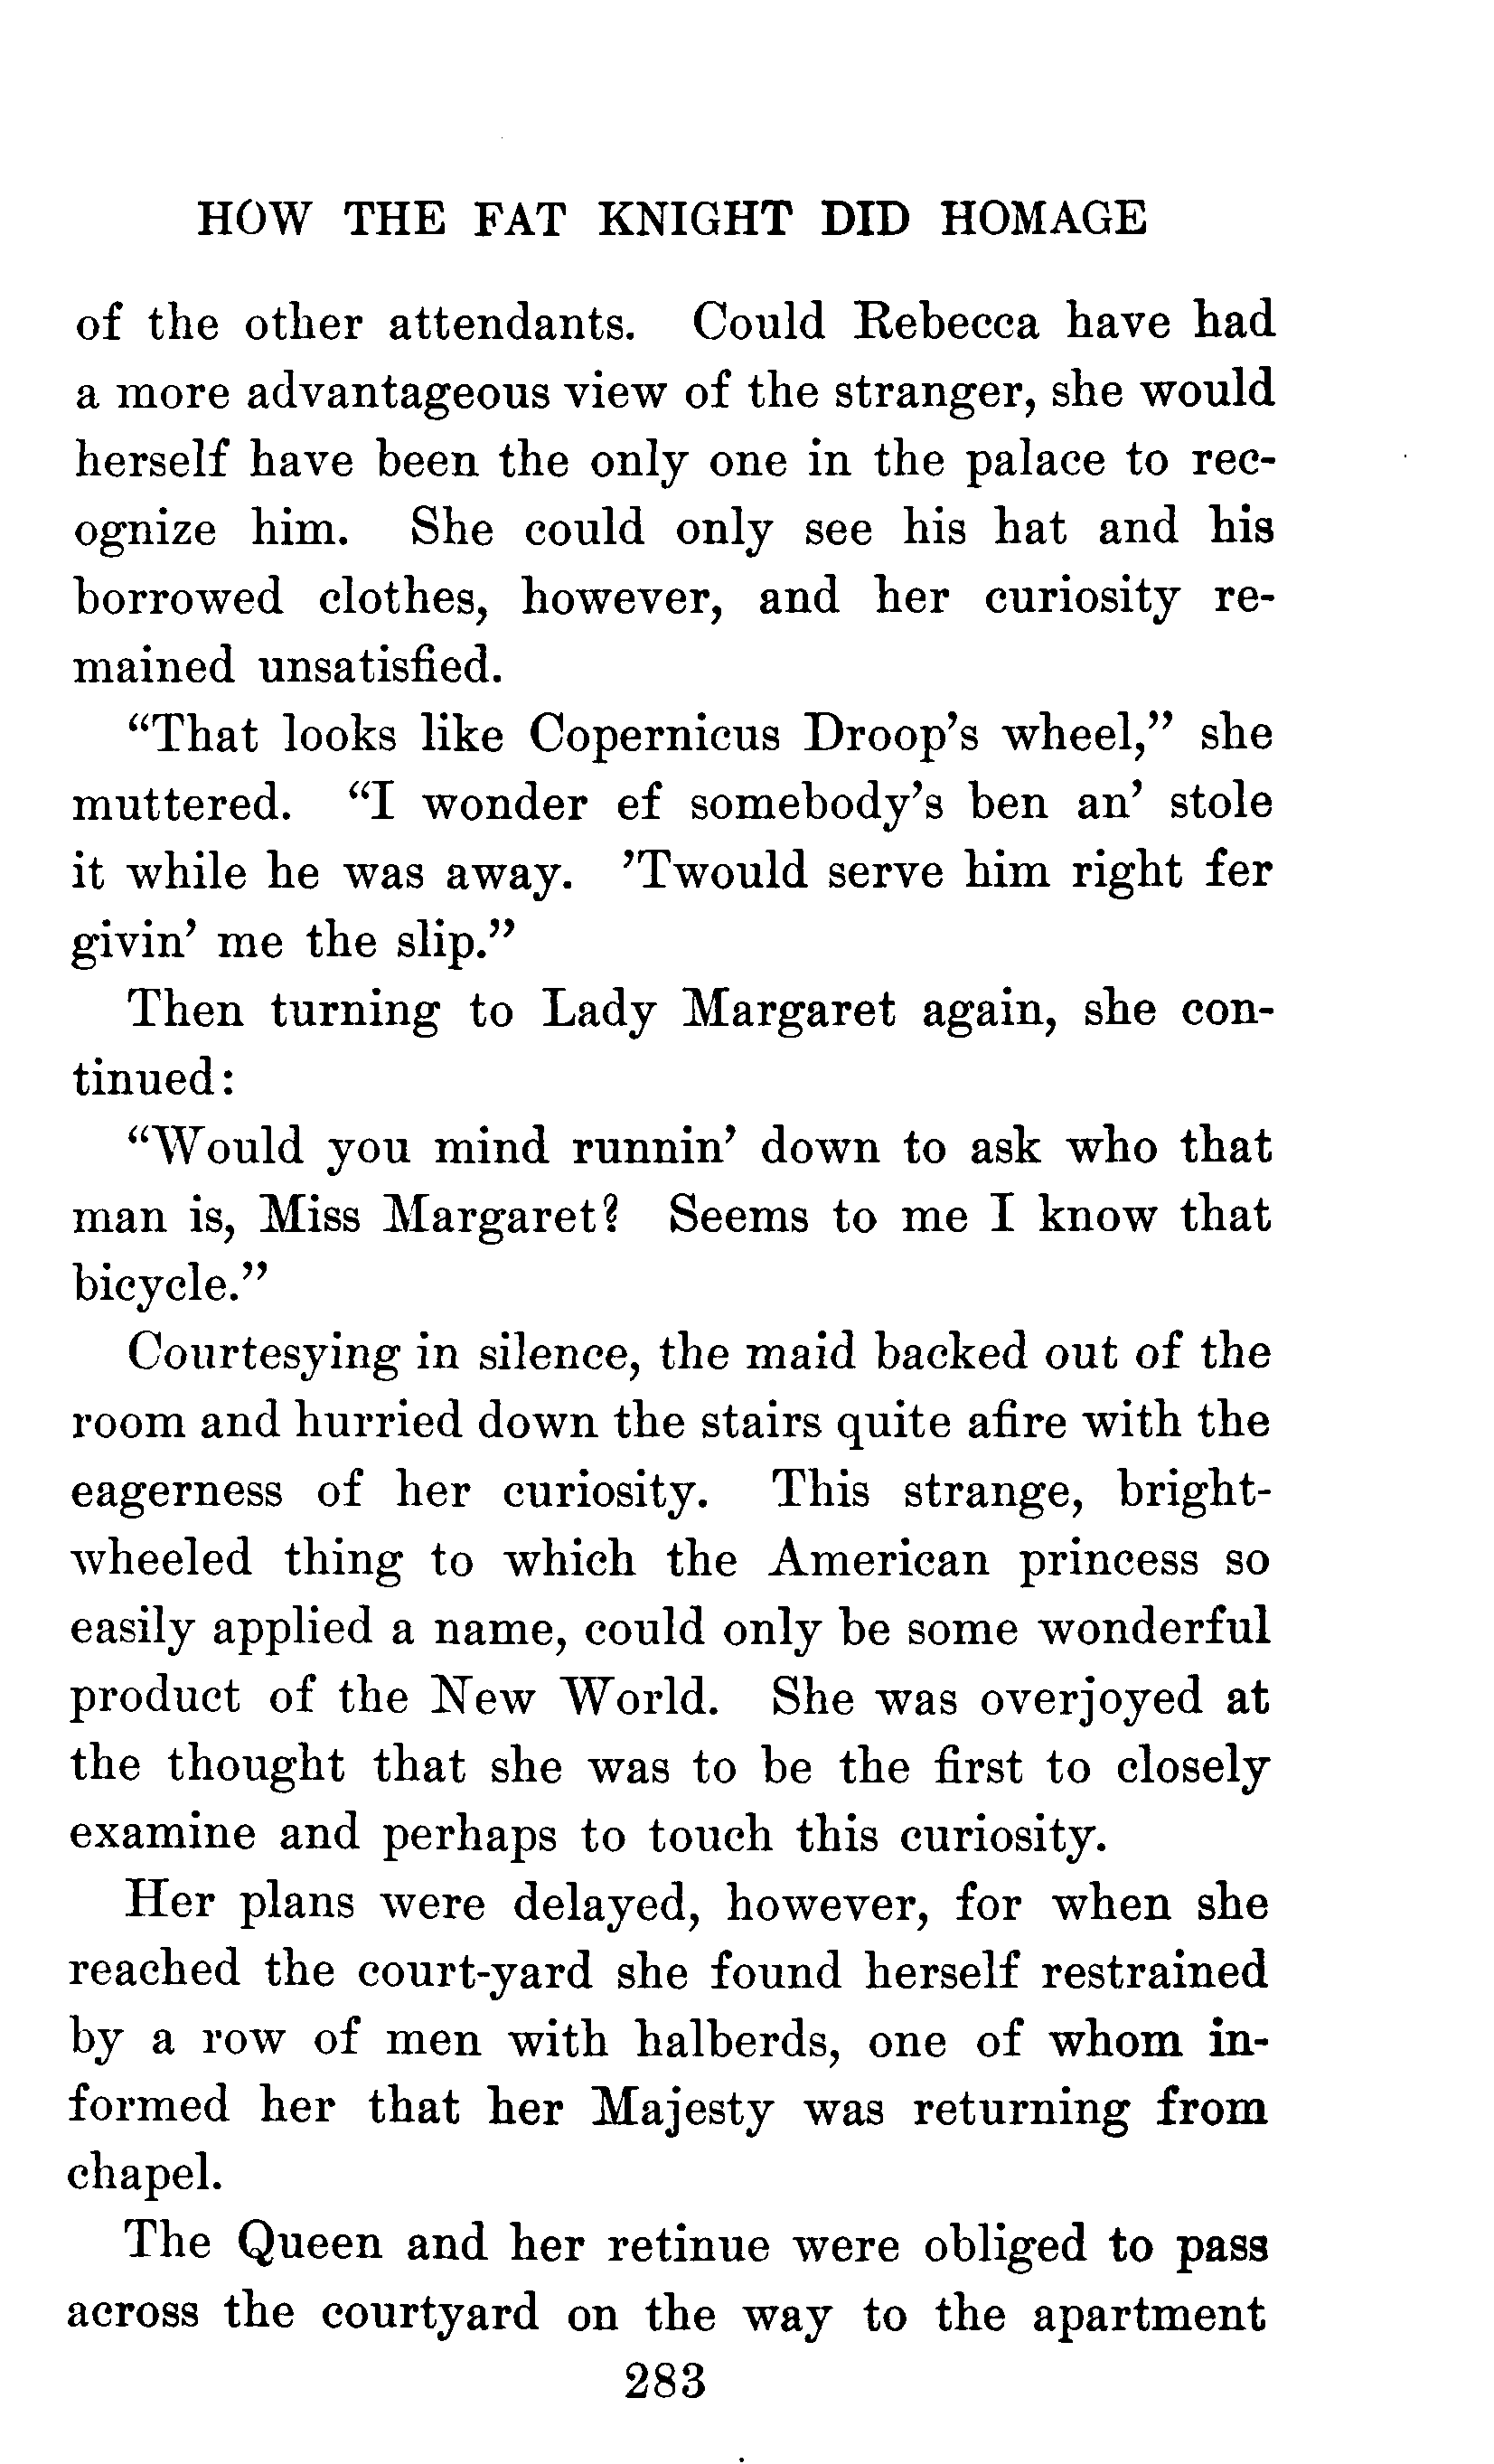 HOW THE FAT KNIGHT DID HOMAGE
of the other attendants. Could Rebecca have had
a more advantageous view of the stranger, she would
herself have been the only one in the palace to rec-
ognize him. She could only see his hat and his
borrowed clothes, however, and her curiosity re-
mained unsatisfied.
“That looks like Copernicus Droop’s wheel,” she
muttered. “I wonder ef somebody’s ben an’ stole
it while he was away. ’Twould serve him right fer
givin’ me the slip.”
Then turning to Lady Margaret again, she con-
tinued:
“Would you mind runnin’ down to ask who that
man is, Miss Margaret? Seems to me I know that
bicycle.”
Courtesying in silence, the maid backed out of the
room and hurried down the stairs quite afire with the
eagerness of her curiosity. This strange, bright-
wheeled thing to which the American princess so
easily applied a name, could only be some wonderful
product of the New World. She was overjoyed at
the thought that she was to be the first to closely
examine and perhaps to touch this curiosity.
Her plans were delayed, however, for when she
reached the court-yard she found herself restrained
by a row of men with halberds, one of whom in-
formed her that her Majesty was returning from
chapel.
The Queen and her retinue were obliged to pass
across the courtyard on the way to the apartment
283